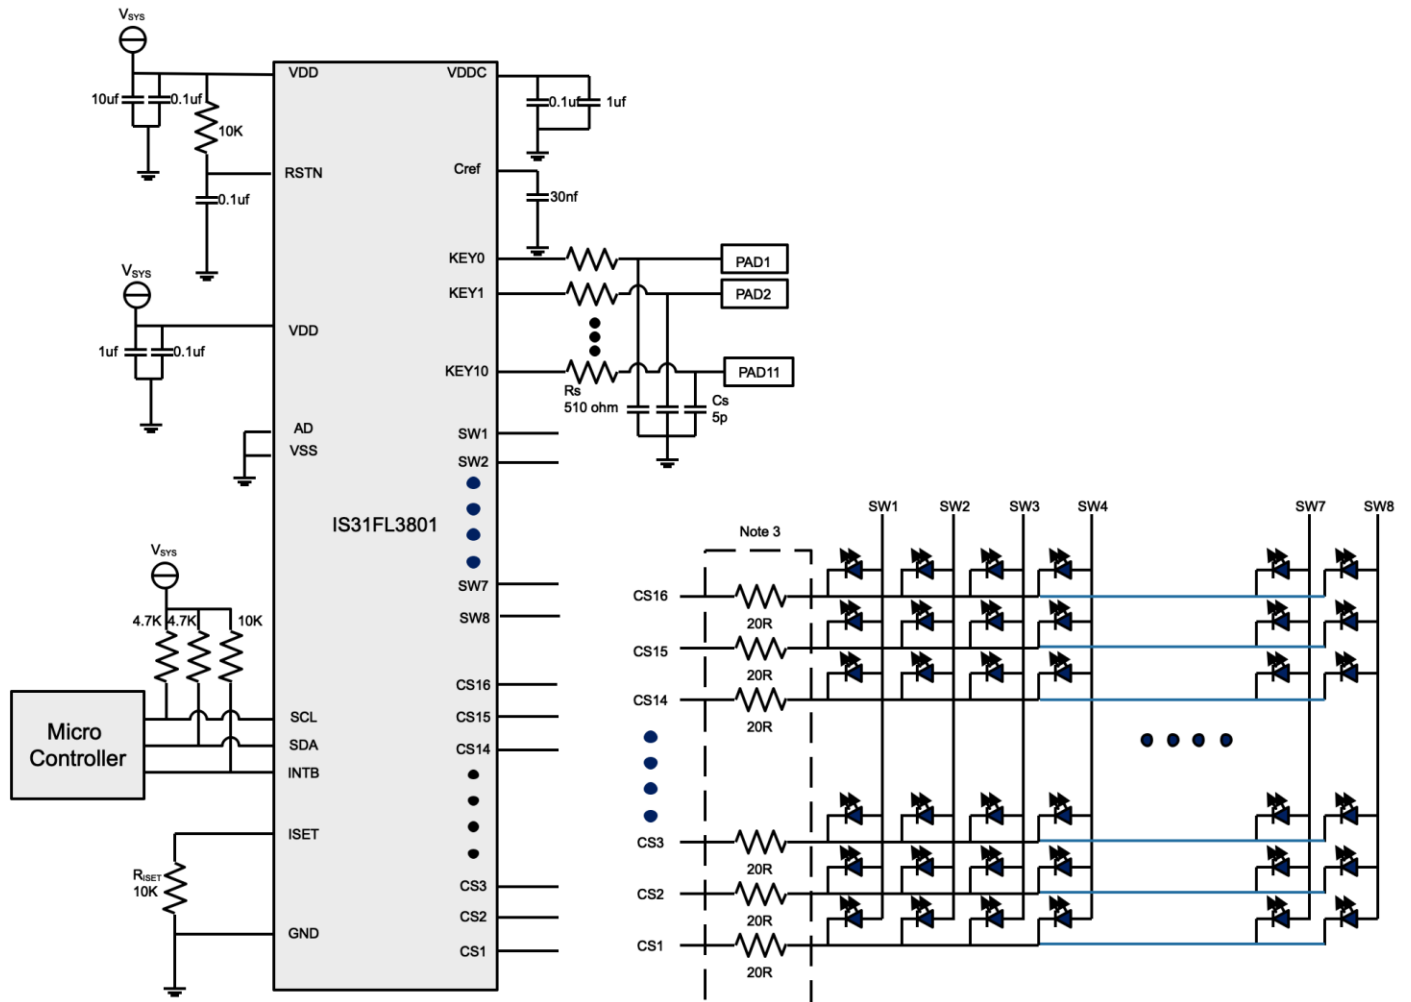 VSYS
VDD
10uf
0.1uf
10K
RSTN
0.1uf
VSYS
VDD
1uf
0.1uf
AD
VSS
IS31FL3801
VSYS
4.7K
4.7K
10K
Micro
Controller
SCL
SDA
INTB
ISET
RISET
10K
GND
VDDC
0.1uf
1uf
Cref
30nf
KEY0
PAD1
KEY1
PAD2
KEY10
PAD11
Rs
510 ohm
Cs
5p
SW1
SW2
SW7
SW8
CS16
CS15
CS14
CS3
CS2
CS1
Note 3
SW1
SW2
SW3
SW4
SW7
SW8
CS16
20R
CS15
20R
CS14
20R
CS3
20R
CS2
20R
CS1
20R